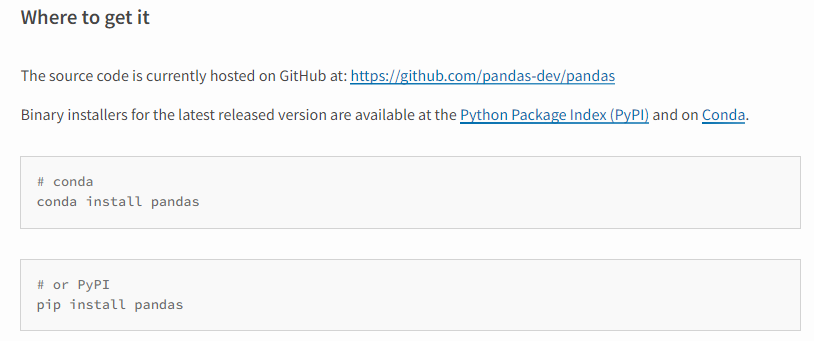 Where to get it
The source code is currently hosted on GitHub at: https://github.com/pandas-dev/pandas
Binary installers for the latest released version are available at the Python Package Index (PyPI) and on Conda.
# conda
conda install pandas
# or PyPI
pip install pandas